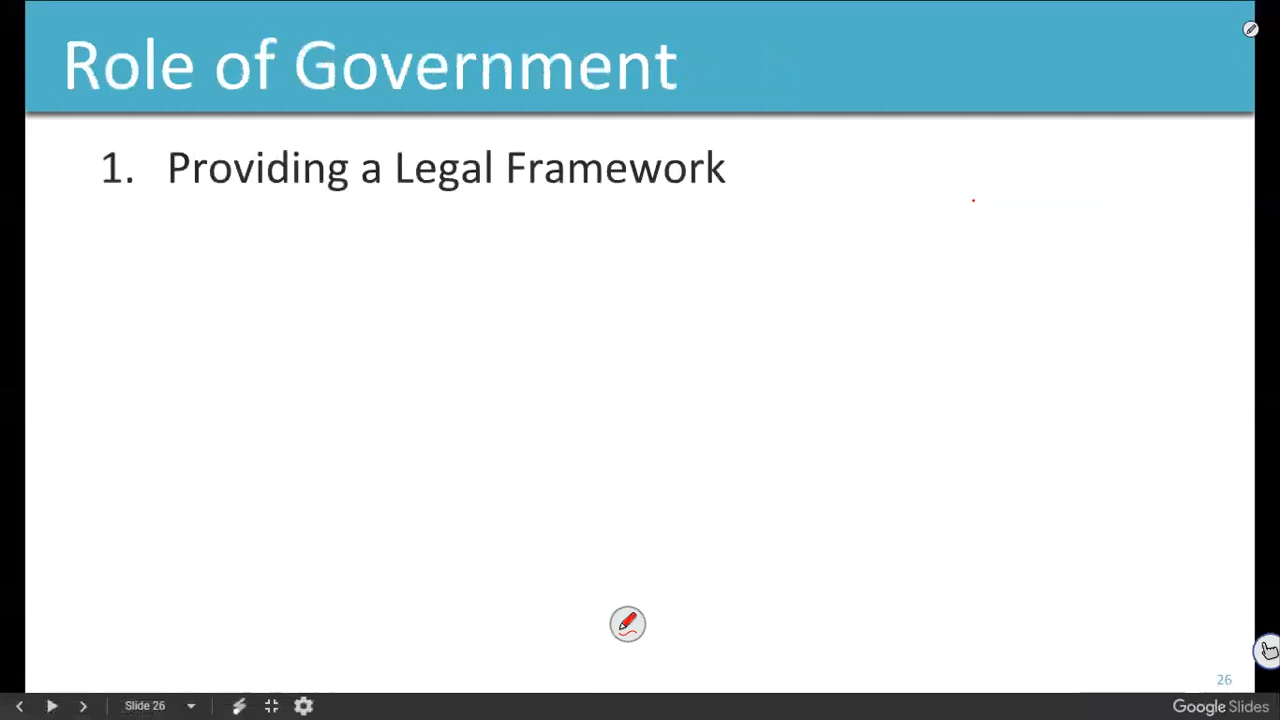 Role of Government
1. Providing a Legal Framework
26
Slide 26
Google Slides